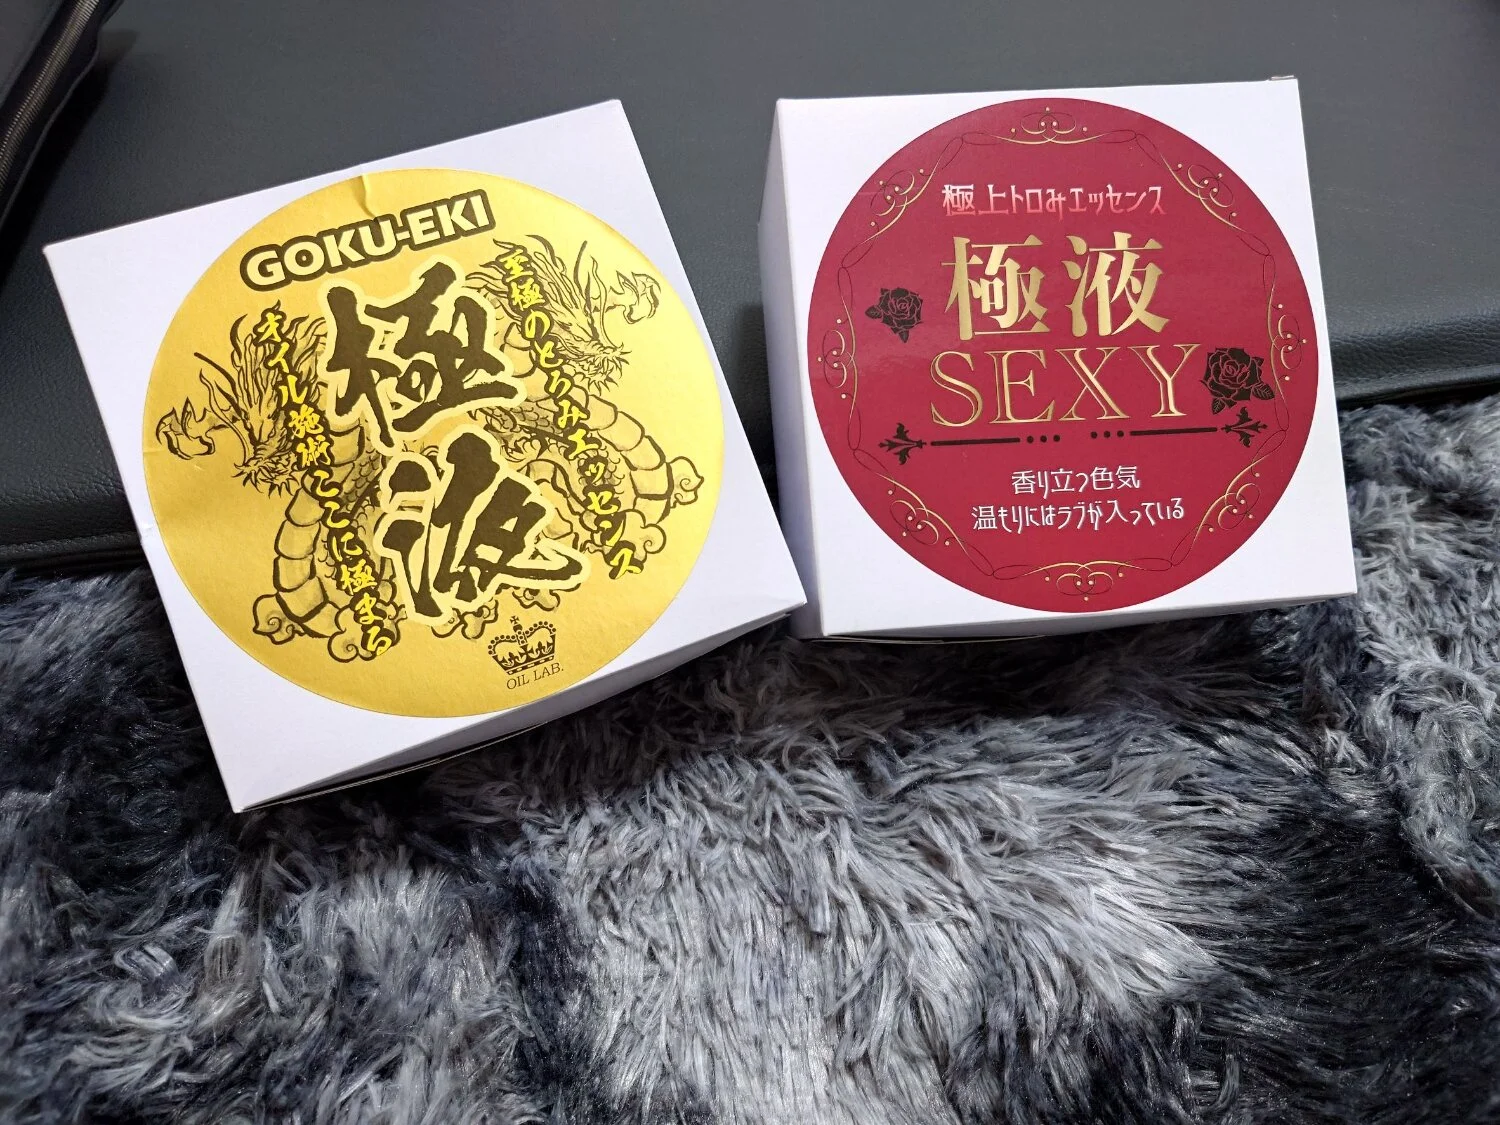 GOKU-EKI
極液
至極のとろみエッセンス
オイル施術ここに極まる
OIL LAB.
極上トロみエッセンス
極液
SEXY
香り立つ色気
温もりにはラブが入っている